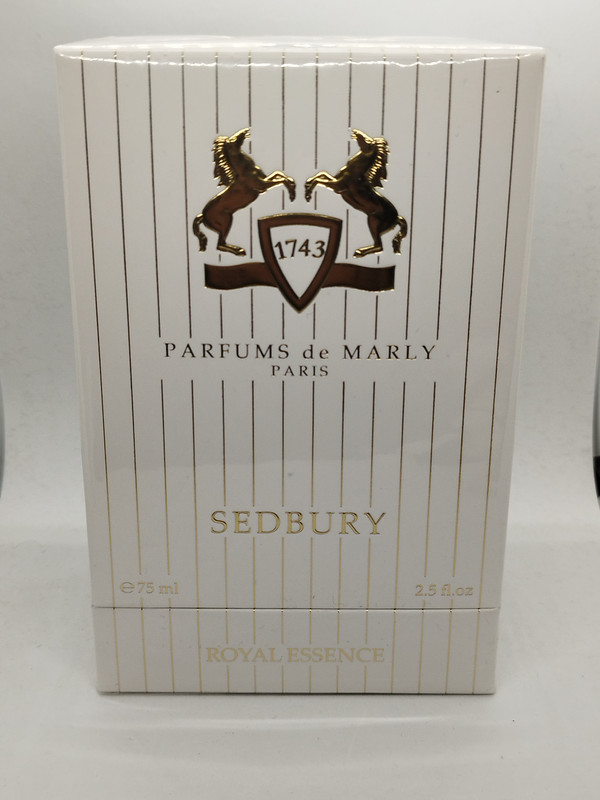 1743
PARFUMS de MARLY
PARIS
SEDBURY
℮75 ml 2.5 fl.oz
ROYAL ESSENCE